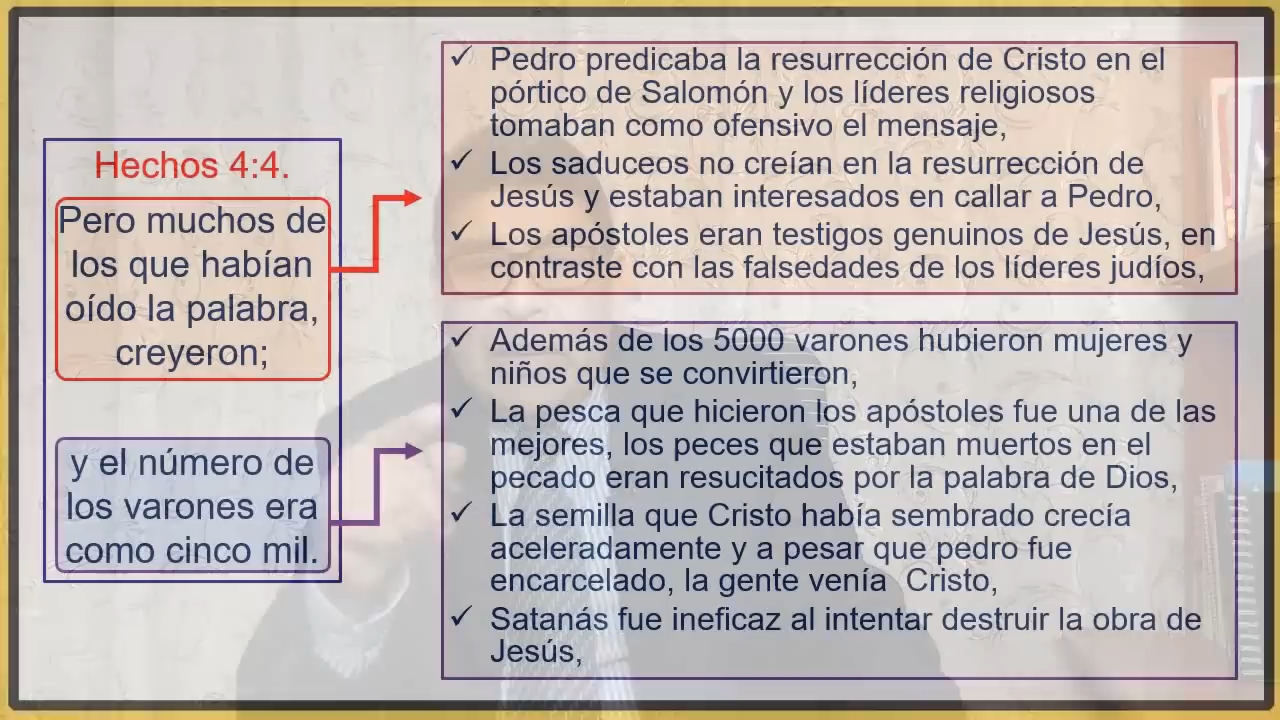 Hechos 4:4.
Pero muchos de
los que habían
oído la palabra,
creyeron;
y el número de
los varones era
como cinco mil.
✓ Pedro predicaba la resurrección de Cristo en el
pórtico de Salomón y los líderes religiosos
tomaban como ofensivo el mensaje,
✓ Los saduceos no creían en la resurrección de
Jesús y estaban interesados en callar a Pedro,
✓ Los apóstoles eran testigos genuinos de Jesús, en
contraste con las falsedades de los líderes judíos,
✓ Además de los 5000 varones hubieron mujeres y
niños que se convirtieron,
✓ La pesca que hicieron los apóstoles fue una de las
mejores, los peces que estaban muertos en el
pecado eran resucitados por la palabra de Dios,
✓ La semilla que Cristo había sembrado crecía
aceleradamente y a pesar que pedro fue
encarcelado, la gente venía  Cristo,
✓ Satanás fue ineficaz al intentar destruir la obra de
Jesús,